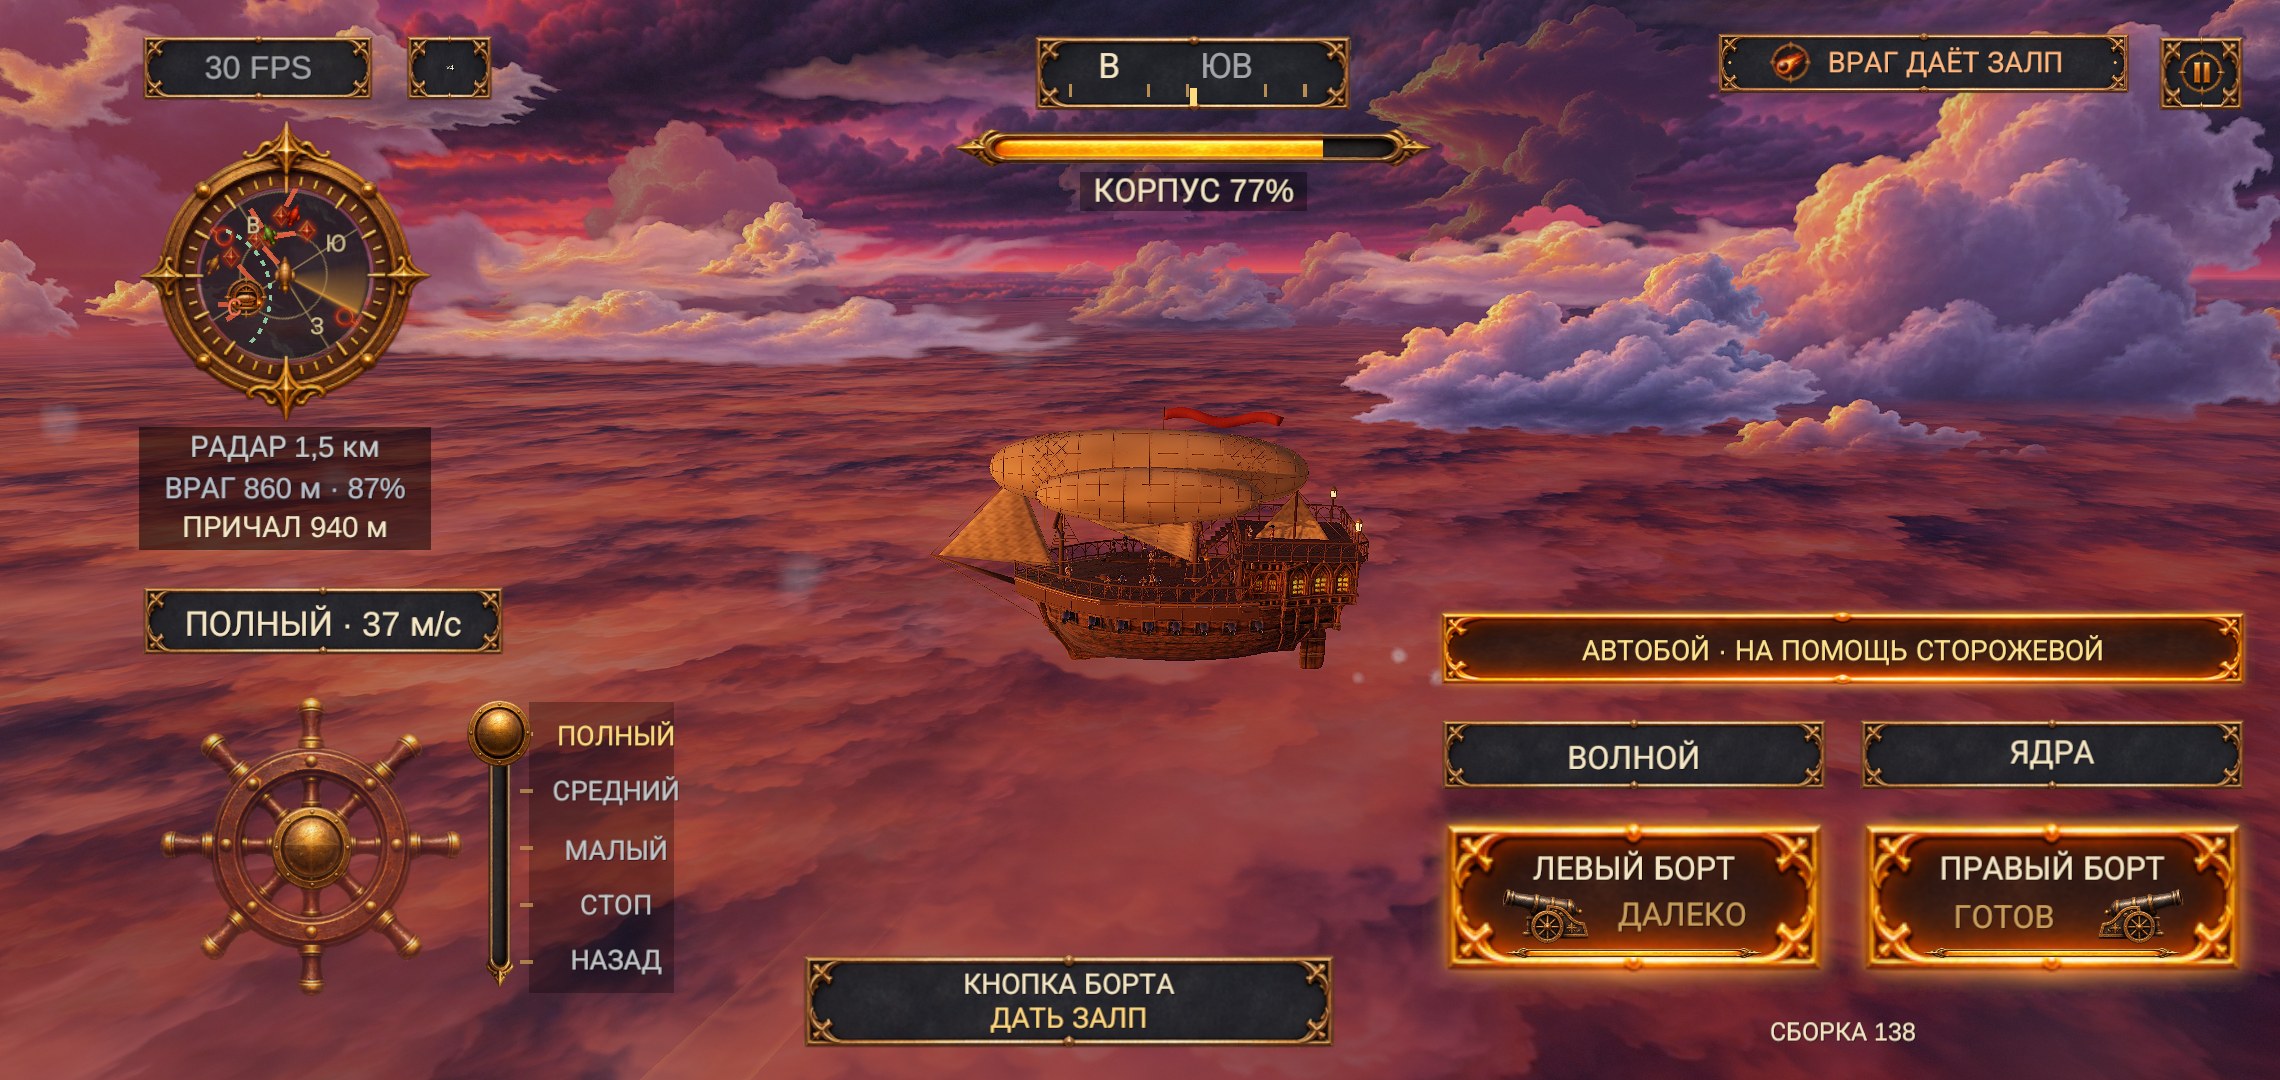 30 FPS
x4
В ЮВ
ВРАГ ДАЁТ ЗАЛП
КОРПУС 77%
В
Ю
С
З
РАДАР 1,5 км
ВРАГ 860 м · 87%
ПРИЧАЛ 940 м
ПОЛНЫЙ · 37 м/с
ПОЛНЫЙ
СРЕДНИЙ
МАЛЫЙ
СТОП
НАЗАД
АВТОБОЙ · НА ПОМОЩЬ СТОРОЖЕВОЙ
ВОЛНОЙ
ЯДРА
ЛЕВЫЙ БОРТ
ДАЛЕКО
ПРАВЫЙ БОРТ
ГОТОВ
КНОПКА БОРТА
ДАТЬ ЗАЛП
СБОРКА 138